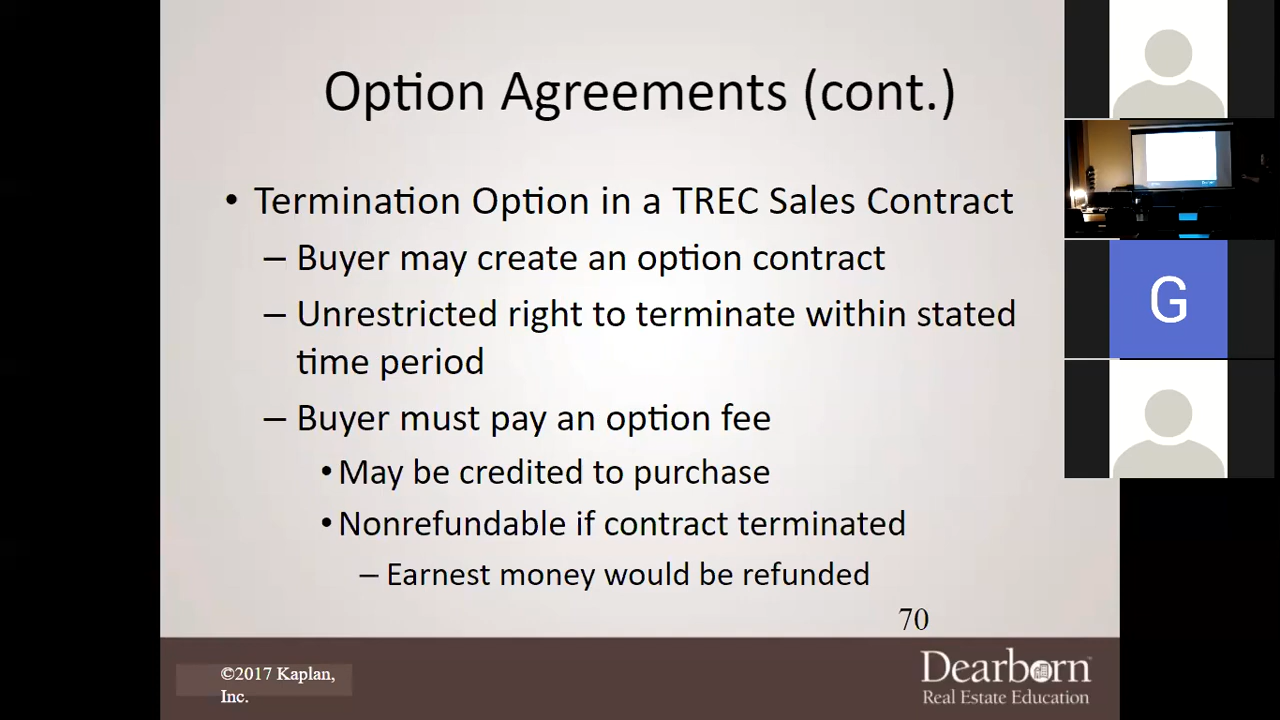 Option Agreements (cont.)
• Termination Option in a TREC Sales Contract
– Buyer may create an option contract
– Unrestricted right to terminate within stated
time period
– Buyer must pay an option fee
• May be credited to purchase
• Nonrefundable if contract terminated
– Earnest money would be refunded
70
©2017 Kaplan,
Inc.
Dearborn
Real Estate Education
G